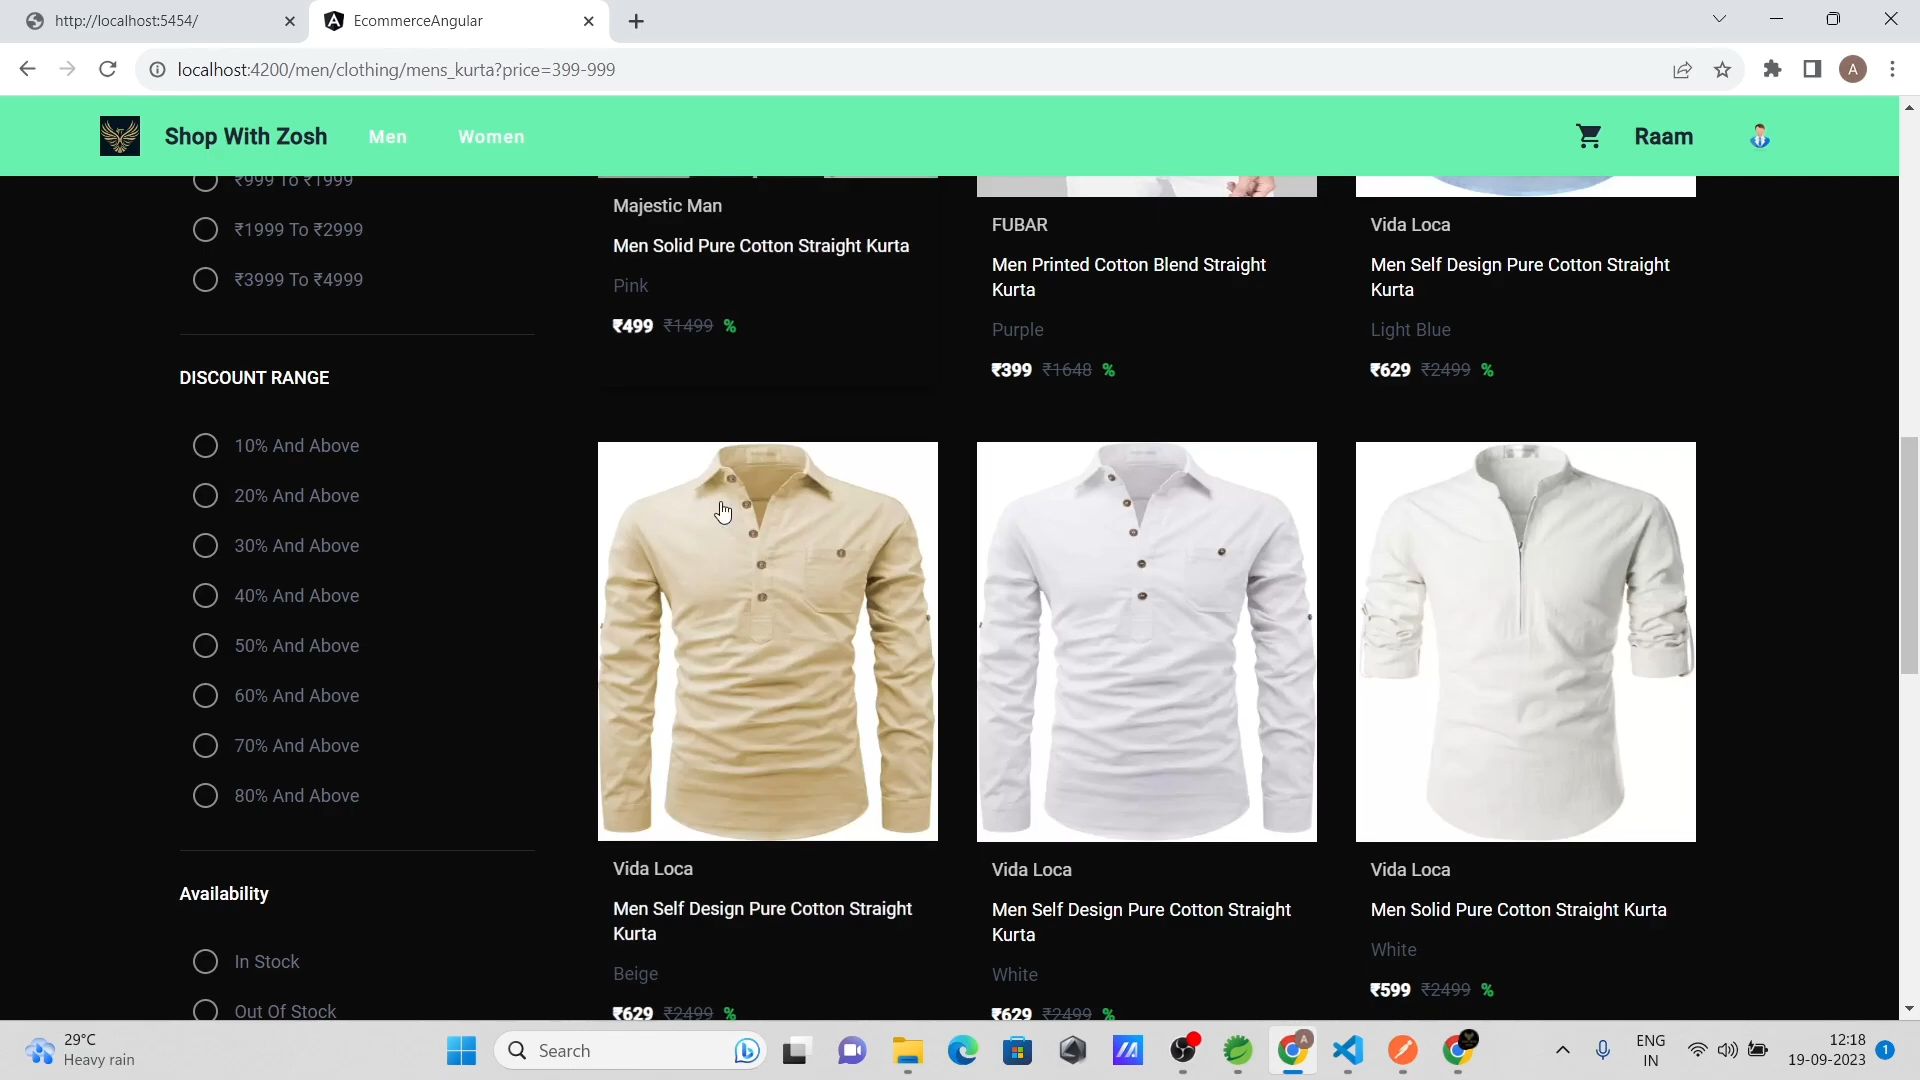 http://localhost:5454/
EcommerceAngular
localhost:4200/men/clothing/mens_kurta?price=399-999
A
Shop With Zosh
Men
Women
Raam
₹999 To ₹1999
₹1999 To ₹2999
₹3999 To ₹4999
DISCOUNT RANGE
10% And Above
20% And Above
30% And Above
40% And Above
50% And Above
60% And Above
70% And Above
80% And Above
Availability
In Stock
Out Of Stock
Majestic Man
Men Solid Pure Cotton Straight Kurta
Pink
₹499 ₹1499 %
FUBAR
Men Printed Cotton Blend Straight
Kurta
Purple
₹399 ₹1648 %
Vida Loca
Men Self Design Pure Cotton Straight
Kurta
Light Blue
₹629 ₹2499 %
Vida Loca
Men Self Design Pure Cotton Straight
Kurta
Beige
₹629 ₹2499 %
Vida Loca
Men Self Design Pure Cotton Straight
Kurta
White
₹629 ₹2499 %
Vida Loca
Men Solid Pure Cotton Straight Kurta
White
₹599 ₹2499 %
29°C
Heavy rain
Search
A
ENG
IN
12:18
19-09-2023
1